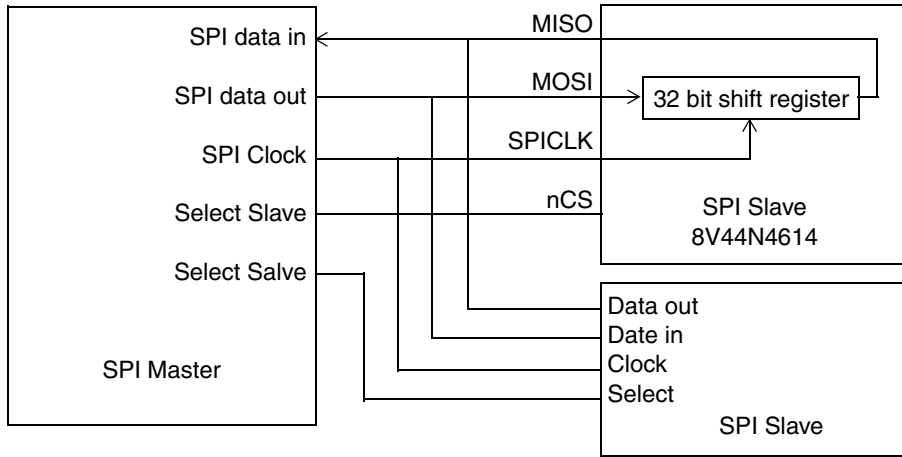 SPI data in
SPI data out
SPI Clock
Select Slave
Select Salve
SPI Master
MISO
MOSI
SPICLK
nCS
32 bit shift register
SPI Slave
8V44N4614
Data out
Date in
Clock
Select
SPI Slave